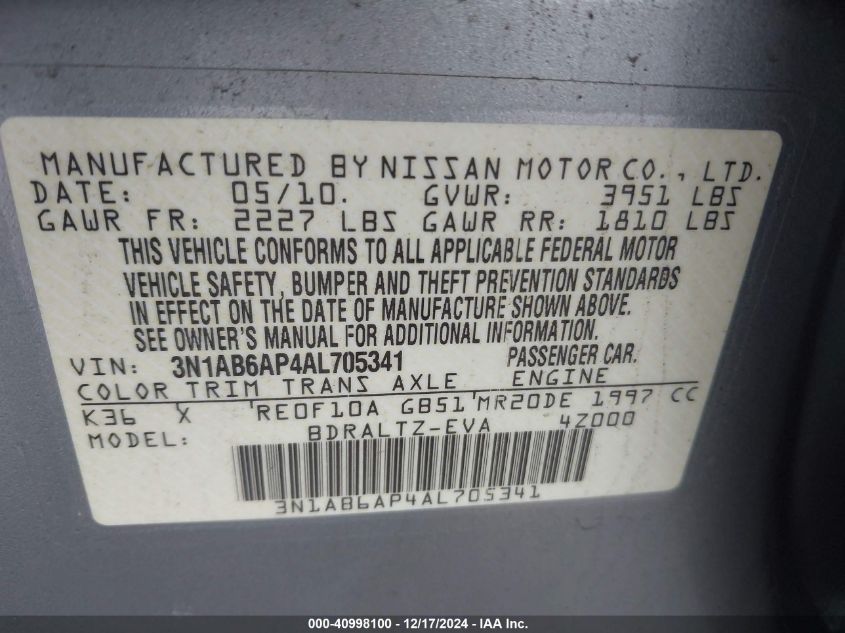 MANUFACTURED BY NISSAN MOTOR CO., LTD.
DATE: 05/10. GVWR: 3951 LBS
GAWR FR: 2227 LBS GAWR RR: 1810 LBS
THIS VEHICLE CONFORMS TO ALL APPLICABLE FEDERAL MOTOR
VEHICLE SAFETY, BUMPER AND THEFT PREVENTION STANDARDS
IN EFFECT ON THE DATE OF MANUFACTURE SHOWN ABOVE.
SEE OWNER'S MANUAL FOR ADDITIONAL INFORMATION.
VIN: 3N1AB6AP4AL705341 PASSENGER CAR.
COLOR TRIM TRANS AXLE ENGINE
K36 X RE0F10A GB51 MR20DE 1997 CC
MODEL: BDRALTZ-EVA 4Z000
3N1AB6AP4AL705341
000-40998100 - 12/17/2024 - IAA Inc.